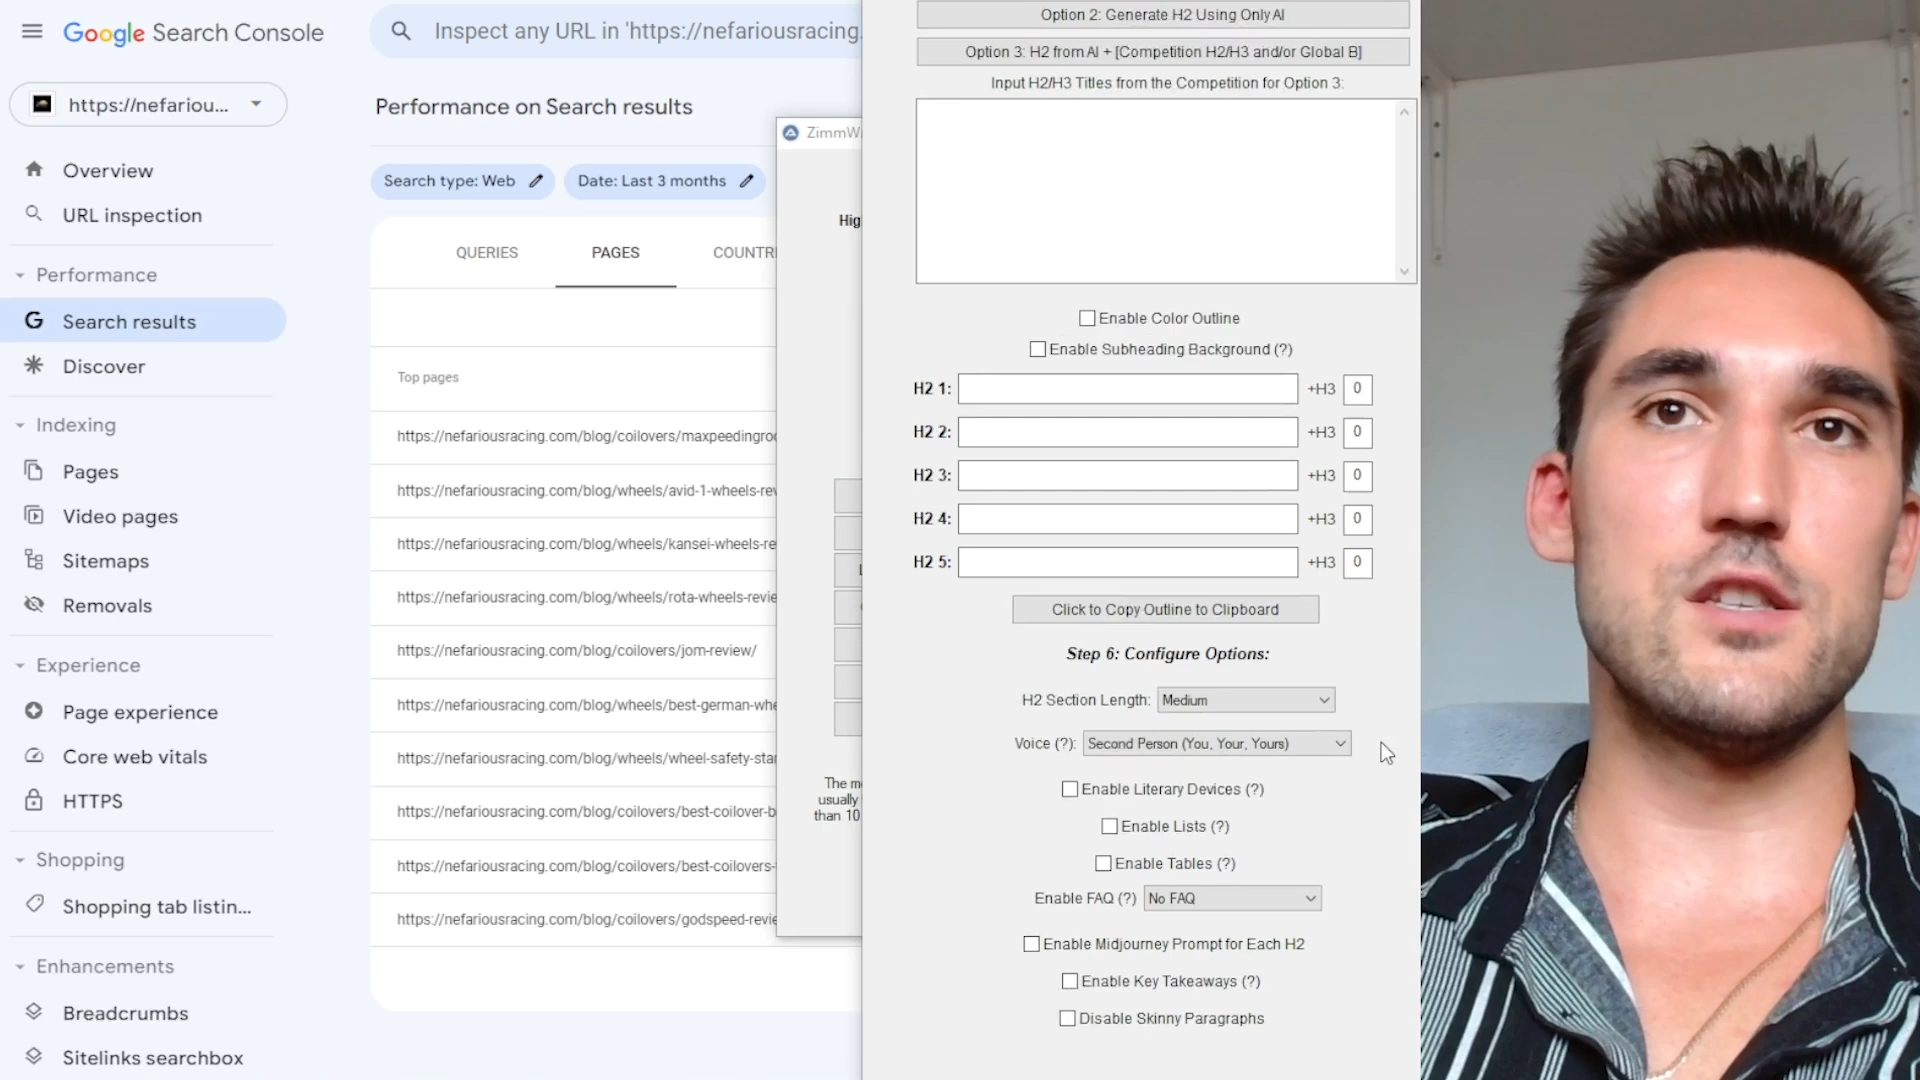 Google Search Console
Inspect any URL in 'https://nefariousracing.
https://nefariou...
Overview
URL inspection
Performance
Search results
Discover
Indexing
Pages
Video pages
Sitemaps
Removals
Experience
Page experience
Core web vitals
HTTPS
Shopping
Shopping tab listin...
Enhancements
Breadcrumbs
Sitelinks searchbox
Performance on Search results
Search type: Web
Date: Last 3 months
QUERIES
PAGES
COUNTRI
Top pages
https://nefariousracing.com/blog/coilovers/maxpeedingroo
https://nefariousracing.com/blog/wheels/avid-1-wheels-rev
https://nefariousracing.com/blog/wheels/kansei-wheels-re
https://nefariousracing.com/blog/wheels/rota-wheels-revie
https://nefariousracing.com/blog/coilovers/jom-review/
https://nefariousracing.com/blog/wheels/best-german-whe
https://nefariousracing.com/blog/wheels/wheel-safety-star
https://nefariousracing.com/blog/coilovers/best-coilover-b
https://nefariousracing.com/blog/coilovers/best-coilovers-
https://nefariousracing.com/blog/coilovers/godspeed-revie
ZimmW
Hig
The mo
usually
than 10
Option 2: Generate H2 Using Only AI
Option 3: H2 from AI + [Competition H2/H3 and/or Global B]
Input H2/H3 Titles from the Competition for Option 3:
Enable Color Outline
Enable Subheading Background (?)
H2 1: +H3 0
H2 2: +H3 0
H2 3: +H3 0
H2 4: +H3 0
H2 5: +H3 0
Click to Copy Outline to Clipboard
Step 6: Configure Options:
H2 Section Length: Medium
Voice (?): Second Person (You, Your, Yours)
Enable Literary Devices (?)
Enable Lists (?)
Enable Tables (?)
Enable FAQ (?) No FAQ
Enable Midjourney Prompt for Each H2
Enable Key Takeaways (?)
Disable Skinny Paragraphs